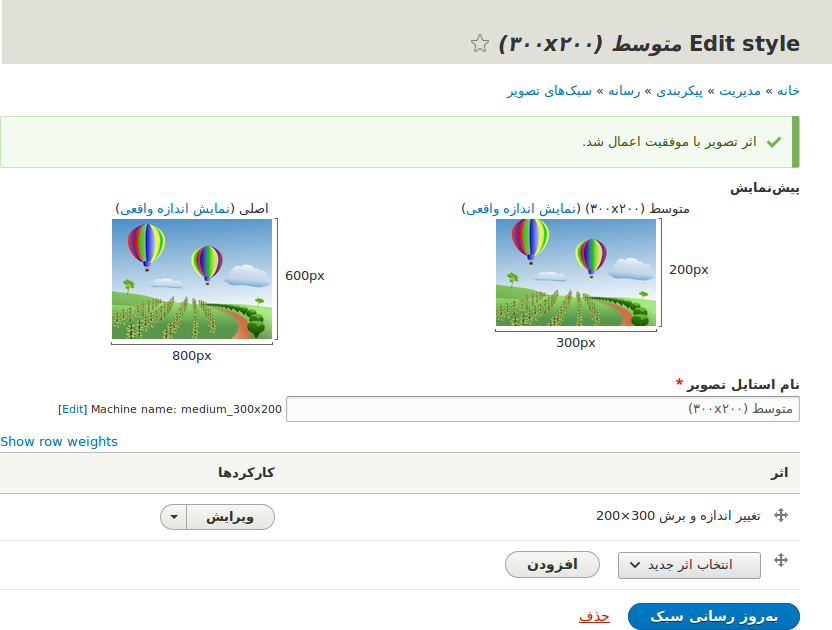 Edit style متوسط (۳۰۰x۲۰۰)
خانه » مدیریت » پیکربندی » رسانه » سبک‌های تصویر
اثر تصویر با موفقیت اعمال شد.
پیش‌نمایش
متوسط (۳۰۰x۲۰۰) (نمایش اندازه واقعی)
200px
300px
اصلی (نمایش اندازه واقعی)
600px
800px
نام استایل تصویر *
متوسط (۳۰۰x۲۰۰)
Machine name: medium_300x200 [Edit]
Show row weights
اثر کارکردها
تغییر اندازه و برش 300×200 ویرایش
انتخاب اثر جدید افزودن
به‌روز رسانی سبک حذف